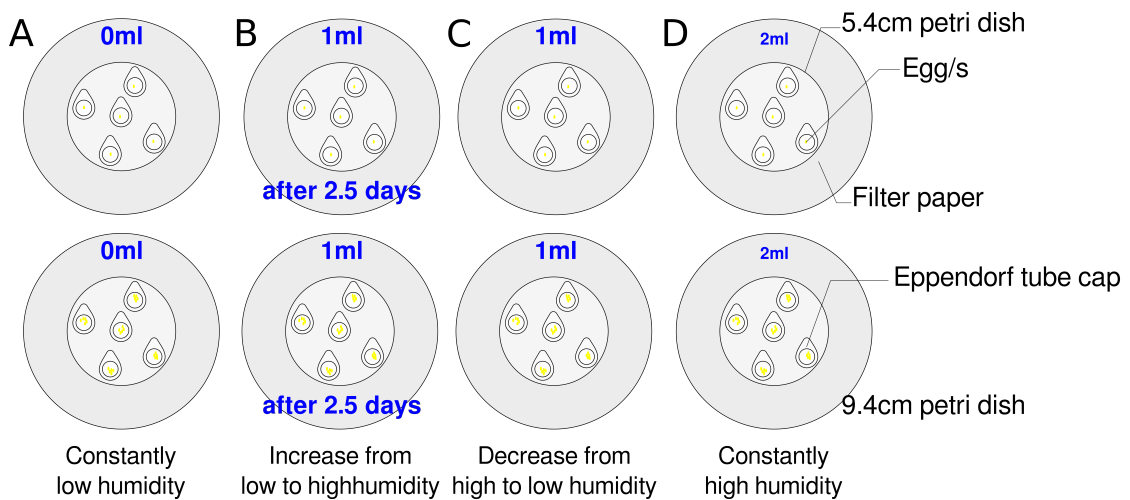 A
B
C
D
0ml
1ml
1ml
2ml
5.4cm petri dish
Egg/s
after 2.5 days
Filter paper
0ml
1ml
1ml
2ml
Eppendorf tube cap
after 2.5 days
9.4cm petri dish
Constantly
low humidity
Increase from
low to highhumidity
Decrease from
high to low humidity
Constantly
high humidity